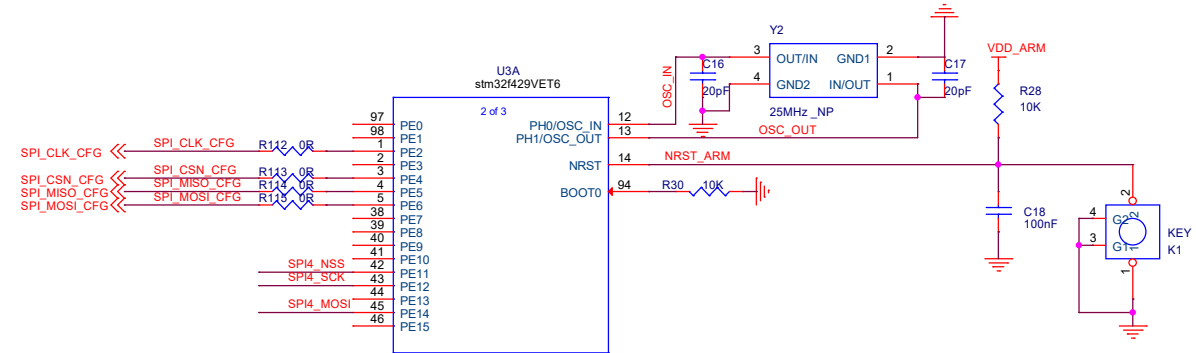 U3A
stm32f429VET6
2 of 3
97 PE0
98 PE1
SPI_CLK_CFG SPI_CLK_CFG R112 0R 1 PE2
2 PE3
SPI_CSN_CFG SPI_CSN_CFG R113 0R 3 PE4
SPI_MISO_CFG SPI_MISO_CFG R114 0R 4 PE5
SPI_MOSI_CFG SPI_MOSI_CFG R115 0R 5 PE6
38 PE7
39 PE8
40 PE9
41 PE10
SPI4_NSS 42 PE11
SPI4_SCK 43 PE12
44 PE13
SPI4_MOSI 45 PE14
46 PE15
PH0/OSC_IN 12
PH1/OSC_OUT 13
NRST 14 NRST_ARM
BOOT0 94 R30 10K
OSC_IN
OSC_OUT
C16
20pF
Y2
3 OUT/IN GND1 2
4 GND2 IN/OUT 1
25MHz _NP
C17
20pF
VDD_ARM
R28
10K
C18
100nF
2
4 G2 2
3 G1 1
1
KEY
K1